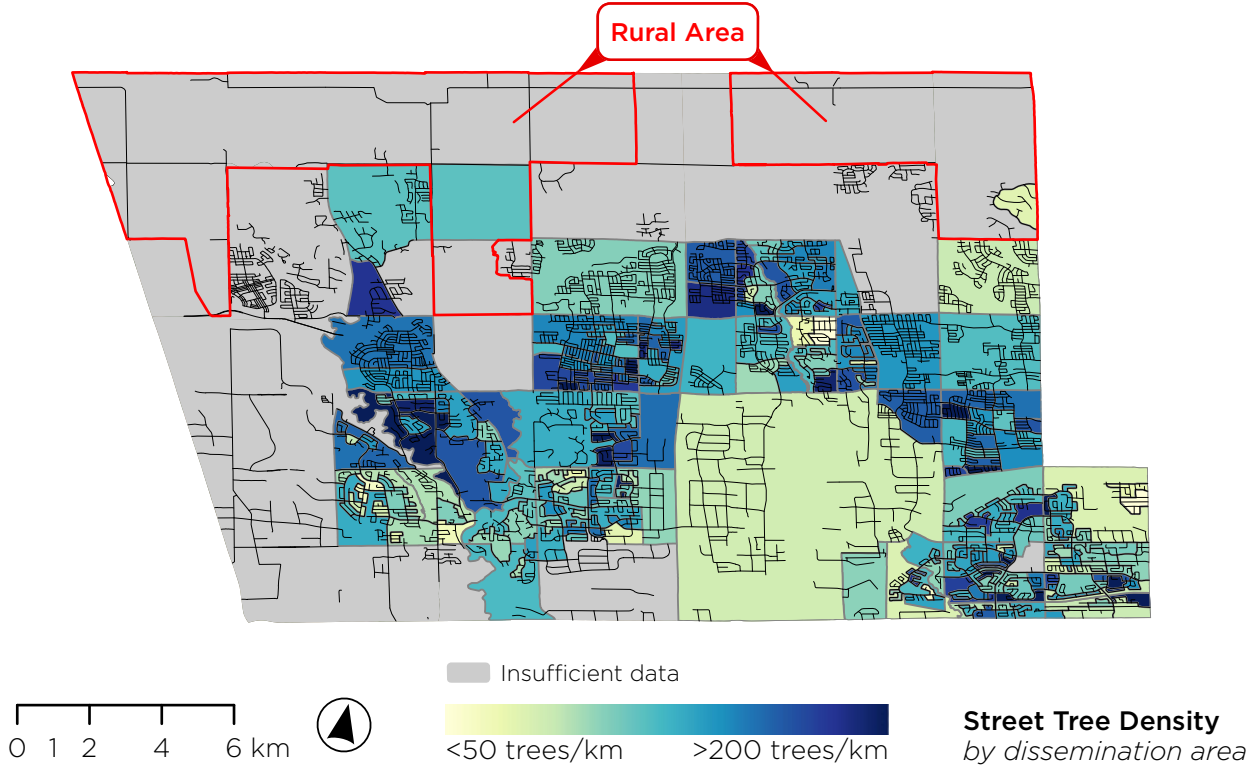 Rural Area
Insufficient data
<50 trees/km >200 trees/km
0 1 2 4 6 km
Street Tree Density
by dissemination area